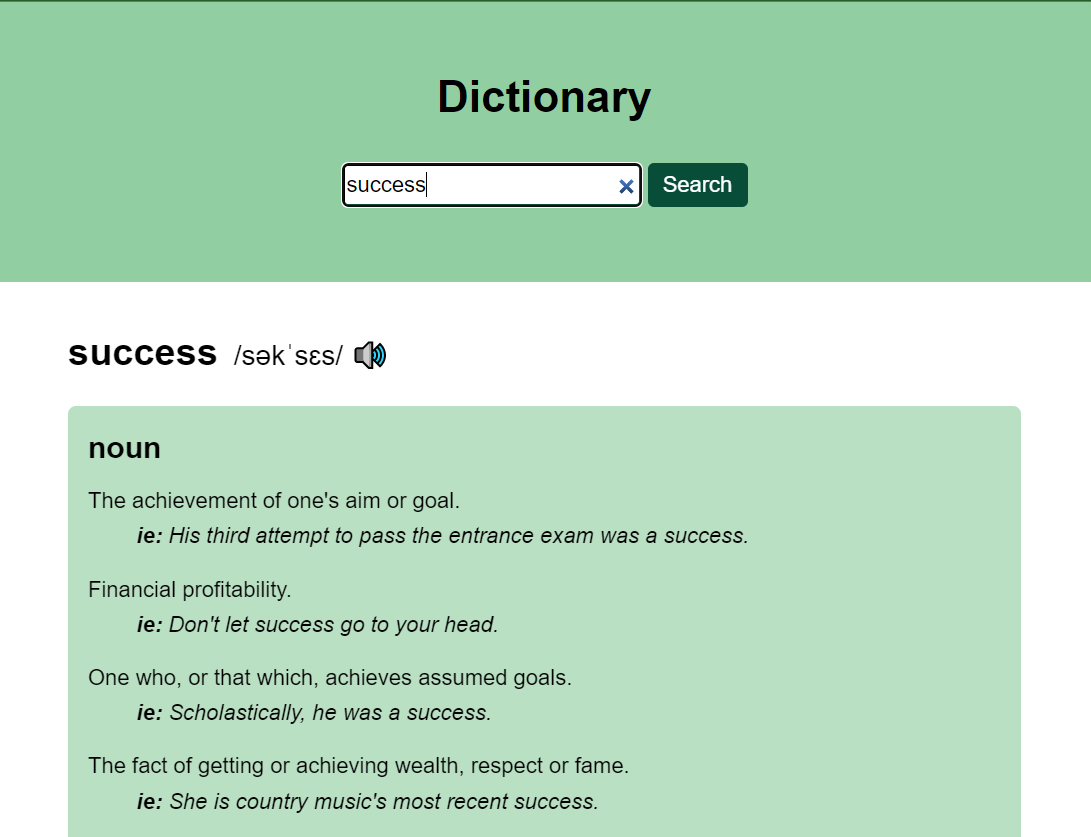 Dictionary
success
Search
success /səkˈsɛs/
noun
The achievement of one's aim or goal.
ie: His third attempt to pass the entrance exam was a success.
Financial profitability.
ie: Don't let success go to your head.
One who, or that which, achieves assumed goals.
ie: Scholastically, he was a success.
The fact of getting or achieving wealth, respect or fame.
ie: She is country music's most recent success.